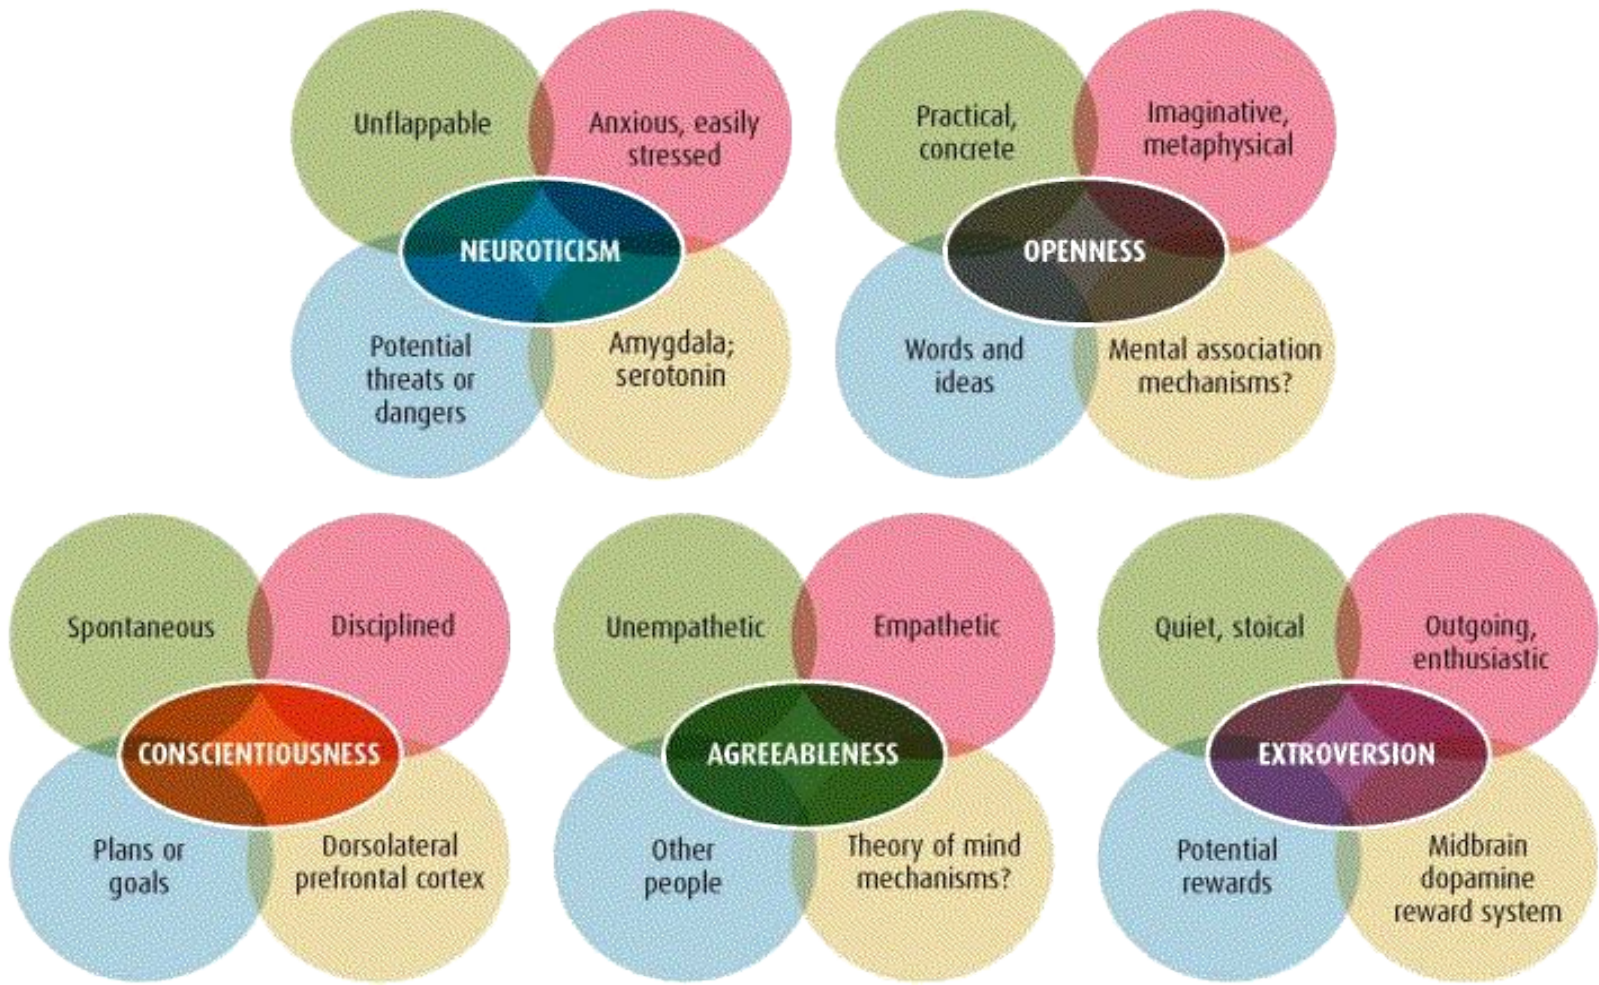 Unflappable
Anxious, easily
stressed
NEUROTICISM
Potential
threats or
dangers
Amygdala;
serotonin
Practical,
concrete
Imaginative,
metaphysical
OPENNESS
Words and
ideas
Mental association
mechanisms?
Spontaneous
Disciplined
CONSCIENTIOUSNESS
Plans or
goals
Dorsolateral
prefrontal cortex
Unempathetic
Empathetic
AGREEABLENESS
Other
people
Theory of mind
mechanisms?
Quiet, stoical
Outgoing,
enthusiastic
EXTROVERSION
Potential
rewards
Midbrain
dopamine
reward system